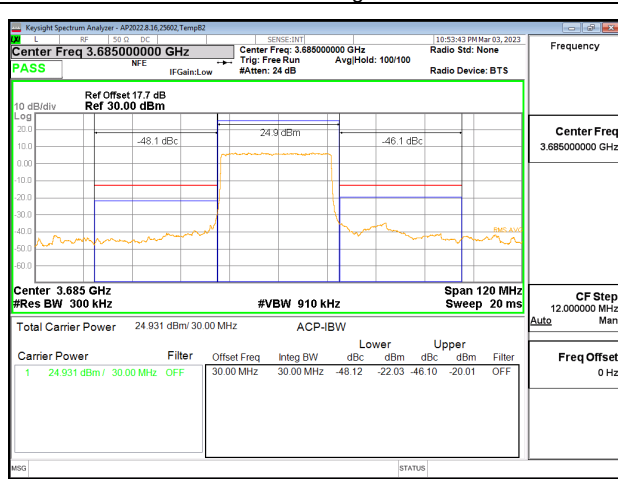 Keysight Spectrum Analyzer - AP2022.8.16,25602,TempB2
L RF 50 Ω DC SENSE:INT 10:53:43 PM Mar 03, 2023
Center Freq 3.685000000 GHz
Center Freq: 3.685000000 GHz
Radio Std: None
PASS
NFE
IFGain:Low
Trig: Free Run
Avg|Hold: 100/100
#Atten: 24 dB
Radio Device: BTS
Ref Offset 17.7 dB
10 dB/div Ref 30.00 dBm
Log
20.0
10.0
0.00
-10.0
-20.0
-30.0
-40.0
-50.0
-60.0
-48.1 dBc
24.9 dBm
-46.1 dBc
RMS AVG
Center 3.685 GHz Span 120 MHz
#Res BW 300 kHz #VBW 910 kHz Sweep 20 ms
Total Carrier Power 24.931 dBm/ 30.00 MHz ACP-IBW
Lower Upper
Carrier Power Filter Offset Freq Integ BW dBc dBm dBc dBm Filter
1 24.931 dBm / 30.00 MHz OFF 30.00 MHz 30.00 MHz -48.12 -22.03 -46.10 -20.01 OFF
MSG STATUS
Frequency
Center Freq
3.685000000 GHz
CF Step
12.000000 MHz
Auto Man
Freq Offset
0 Hz